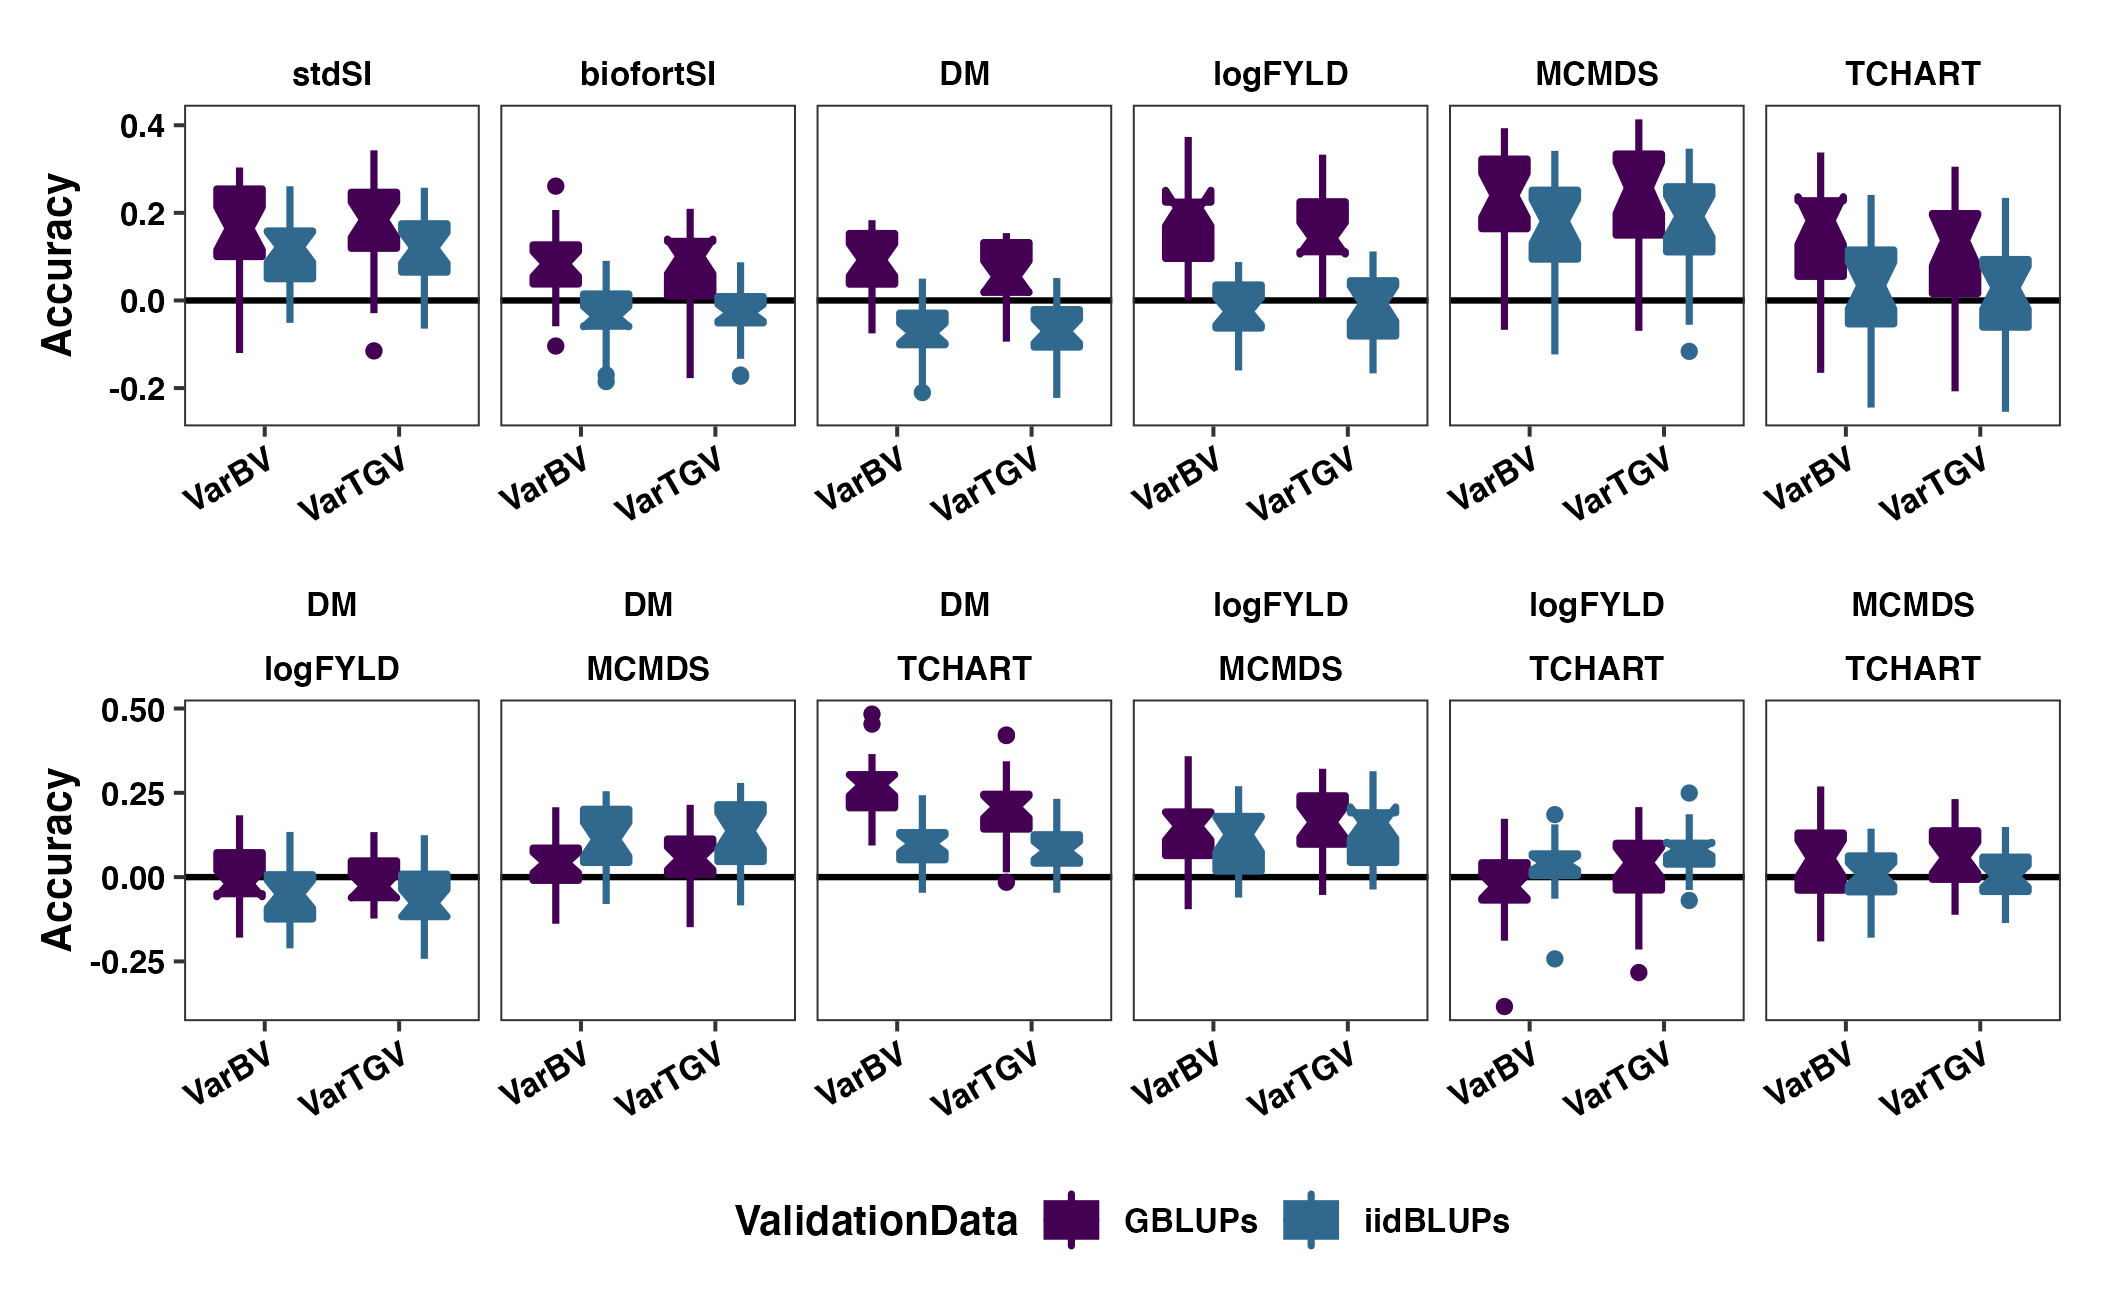 stdSI biofortSI DM logFYLD MCMDS TCHART
Accuracy
0.4
0.2
0.0
-0.2
VarBV VarTGV VarBV VarTGV VarBV VarTGV VarBV VarTGV VarBV VarTGV VarBV VarTGV
DM DM DM logFYLD logFYLD MCMDS
logFYLD MCMDS TCHART MCMDS TCHART TCHART
Accuracy
0.50
0.25
0.00
-0.25
VarBV VarTGV VarBV VarTGV VarBV VarTGV VarBV VarTGV VarBV VarTGV VarBV VarTGV
ValidationData GBLUPs iidBLUPs